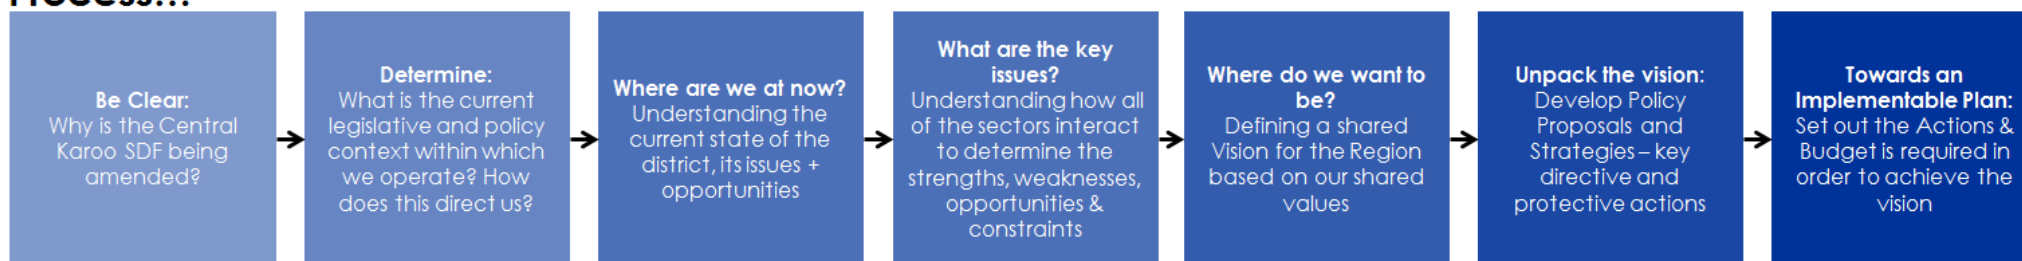 Process...
Be Clear:
Why is the Central
Karoo SDF being
amended?
Determine:
What is the current
legislative and policy
context within which
we operate? How
does this direct us?
Where are we at now?
Understanding the
current state of the
district, its issues +
opportunities
What are the key
issues?
Understanding how all
of the sectors interact
to determine the
strengths, weaknesses,
opportunities &
constraints
Where do we want to
be?
Defining a shared
Vision for the Region
based on our shared
values
Unpack the vision:
Develop Policy
Proposals and
Strategies – key
directive and
protective actions
Towards an
Implementable Plan:
Set out the Actions &
Budget is required in
order to achieve the
vision